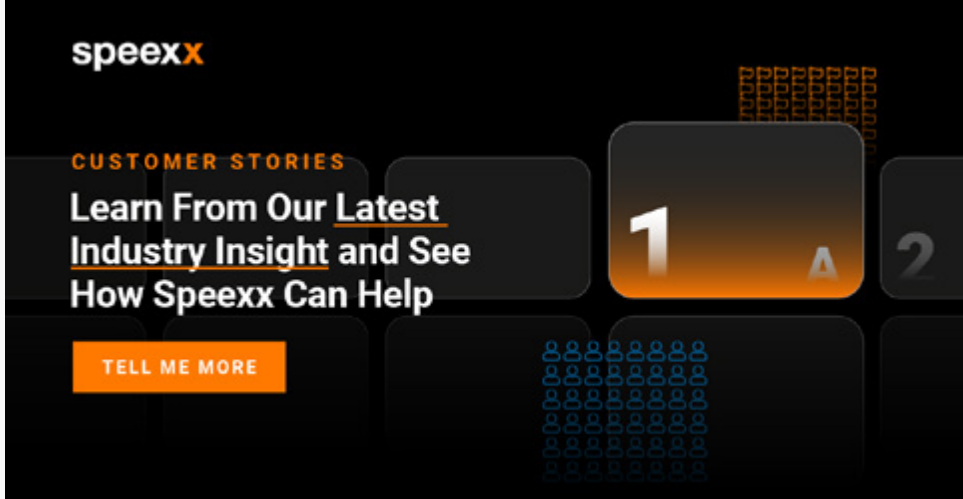 speexx
CUSTOMER STORIES
Learn From Our Latest
Industry Insight and See
How Speexx Can Help
TELL ME MORE
1
A
2